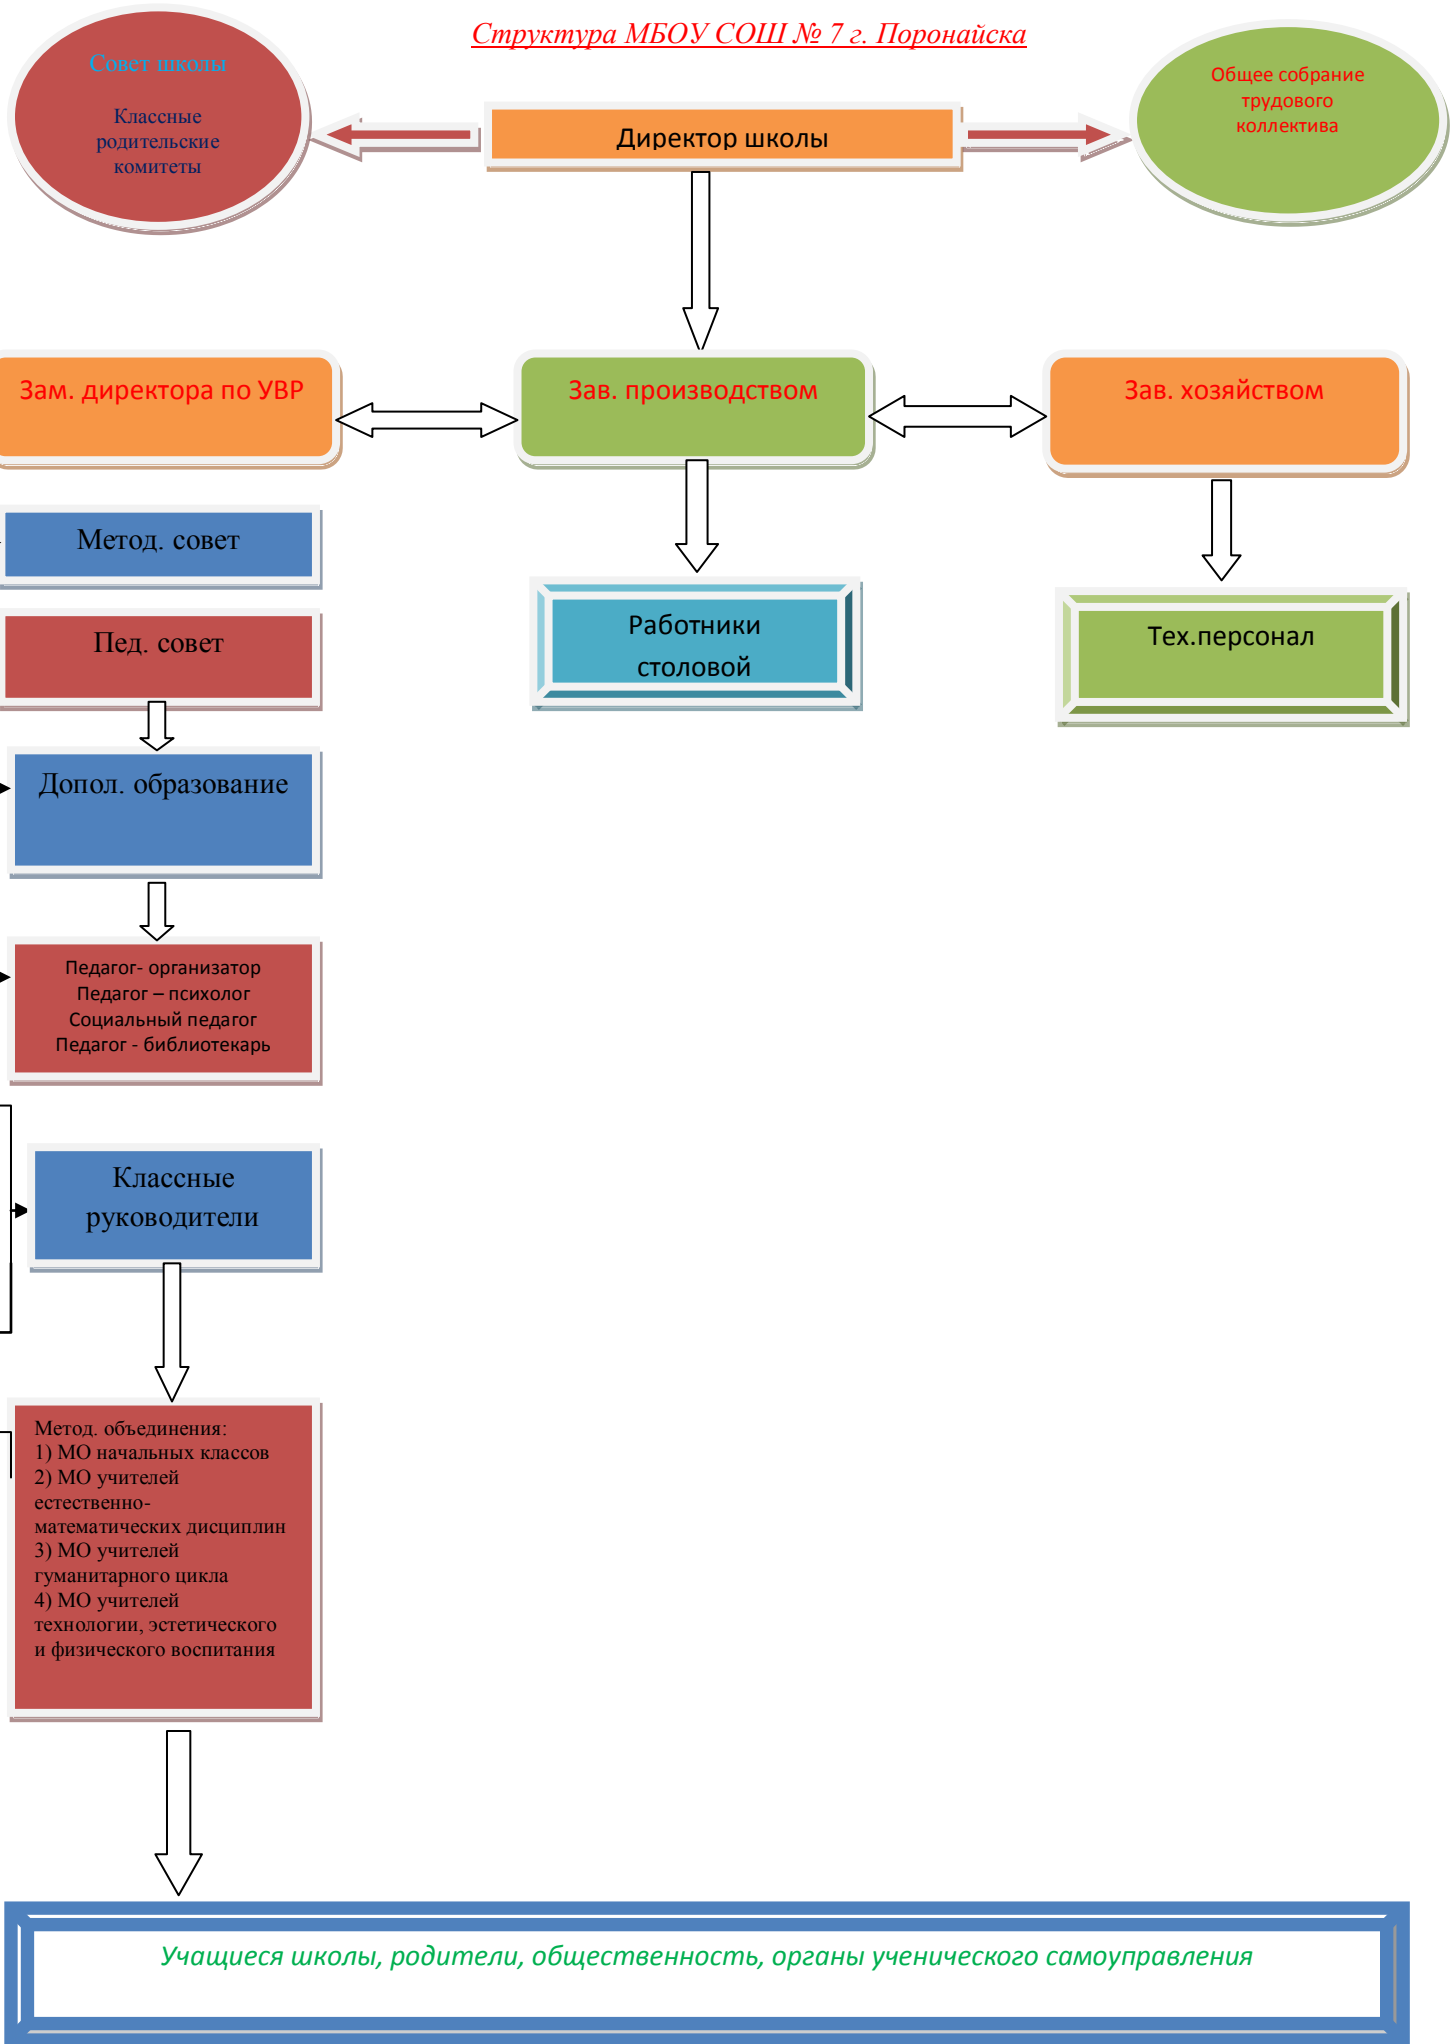 Структура МБОУ СОШ № 7 г. Поронайска
Совет школы
Классные
родительские
комитеты
Директор школы
Общее собрание
трудового
коллектива
Зам. директора по УВР
Зав. производством
Зав. хозяйством
Метод. совет
Пед. совет
Работники
столовой
Тех.персонал
Допол. образование
Педагог- организатор
Педагог – психолог
Социальный педагог
Педагог - библиотекарь
Классные
руководители
Метод. объединения:
1) МО начальных классов
2) МО учителей
естественно-
математических дисциплин
3) МО учителей
гуманитарного цикла
4) МО учителей
технологии, эстетического
и физического воспитания
Учащиеся школы, родители, общественность, органы ученического самоуправления